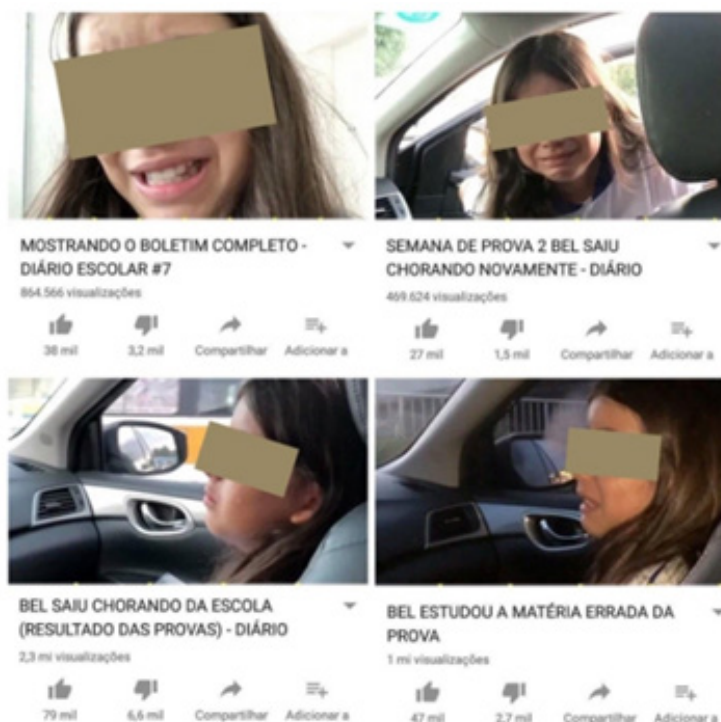 MOSTRANDO O BOLETIM COMPLETO -
DIÁRIO ESCOLAR #7
864.566 visualizações
38 mil 3,2 mil Compartilhar Adicionar a
SEMANA DE PROVA 2 BEL SAIU
CHORANDO NOVAMENTE - DIÁRIO
469.624 visualizações
27 mil 1,5 mil Compartilhar Adicionar a
BEL SAIU CHORANDO DA ESCOLA
(RESULTADO DAS PROVAS) - DIÁRIO
2,3 mi visualizações
79 mil 6,6 mil Compartilhar Adicionar a
BEL ESTUDOU A MATÉRIA ERRADA DA
PROVA
1 mi visualizações
47 mil 2,7 mil Compartilhar Adicionar a